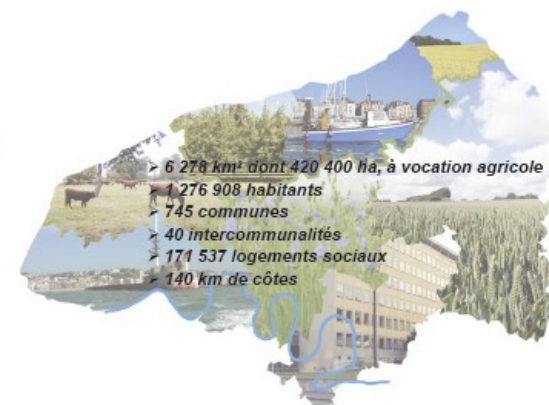 ➢ 6 278 km² dont 420 400 ha, à vocation agricole
➢ 1 276 908 habitants
➢ 745 communes
➢ 40 intercommunalités
➢ 171 537 logements sociaux
➢ 140 km de côtes